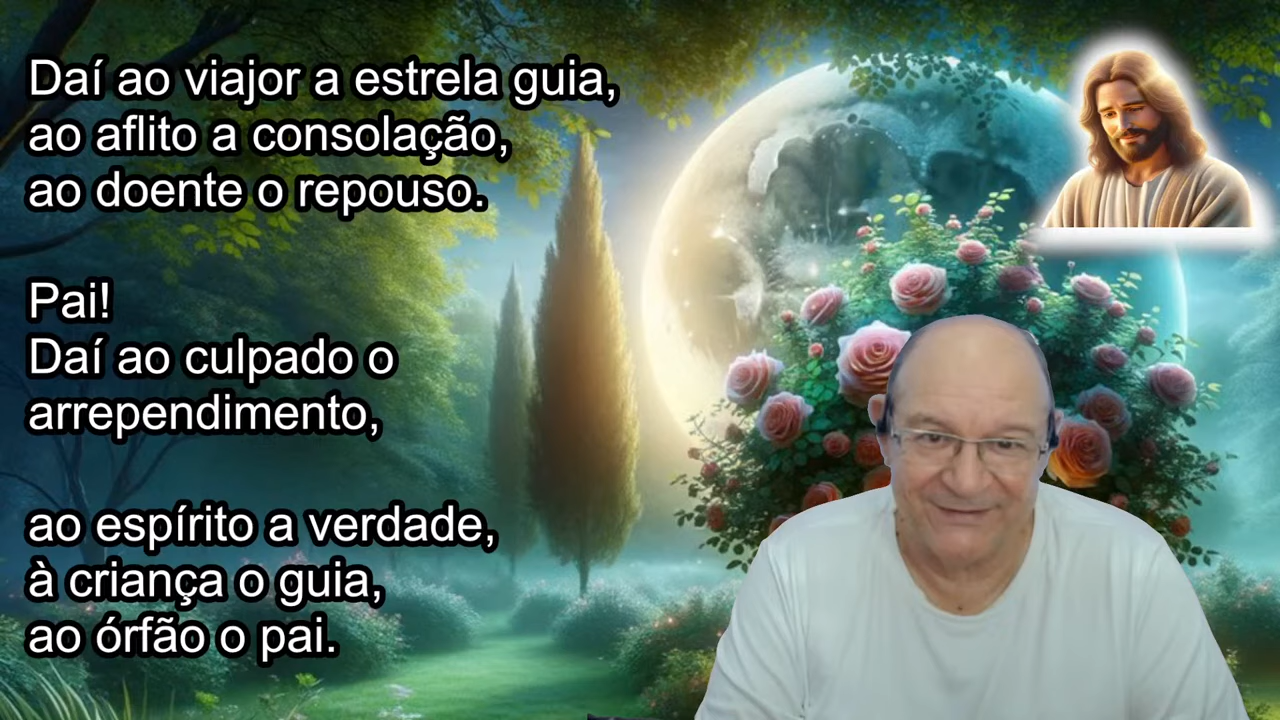 Daí ao viajor a estrela guia,
ao aflito a consolação,
ao doente o repouso.
Pai!
Daí ao culpado o
arrependimento,
ao espírito a verdade,
à criança o guia,
ao órfão o pai.